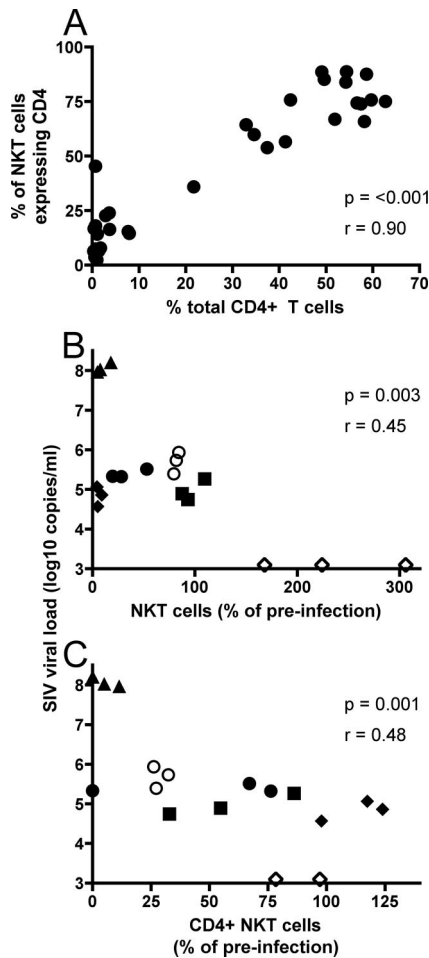 A
% of NKT cells
expressing CD4
100
75
50
25
0
p = <0.001
r = 0.90
0 10 20 30 40 50 60 70
% total CD4+ T cells
B
SIV viral load (log10 copies/ml)
8
7
6
5
4
3
p = 0.003
r = 0.45
0 100 200 300
NKT cells (% of pre-infection)
C
8
7
6
5
4
3
p = 0.001
r = 0.48
0 25 50 75 100 125
CD4+ NKT cells
(% of pre-infection)